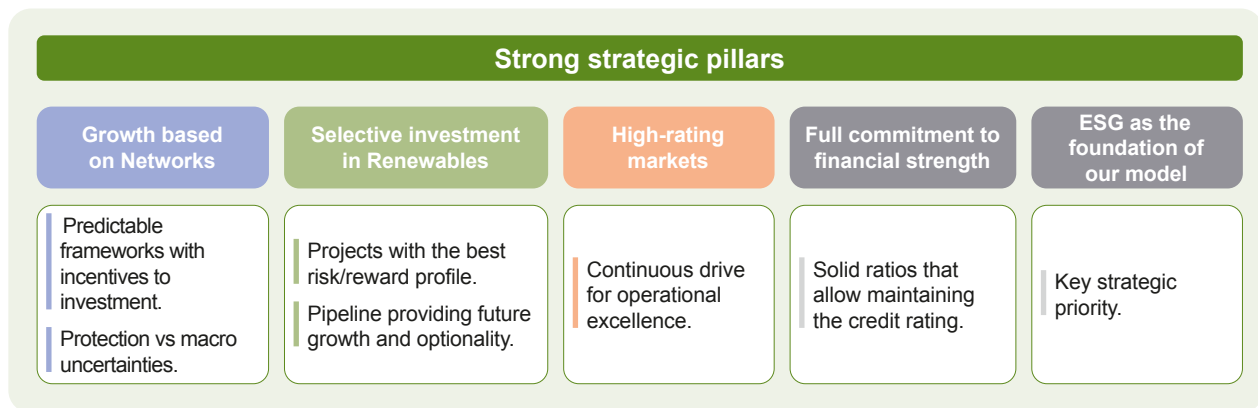 Strong strategic pillars
Growth based
on Networks
Predictable
frameworks with
incentives to
investment.
Protection vs macro
uncertainties.
Selective investment
in Renewables
Projects with the best
risk/reward profile.
Pipeline providing future
growth and optionality.
High-rating
markets
Continuous drive
for operational
excellence.
Full commitment to
financial strength
Solid ratios that
allow maintaining
the credit rating.
ESG as the
foundation of
our model
Key strategic
priority.